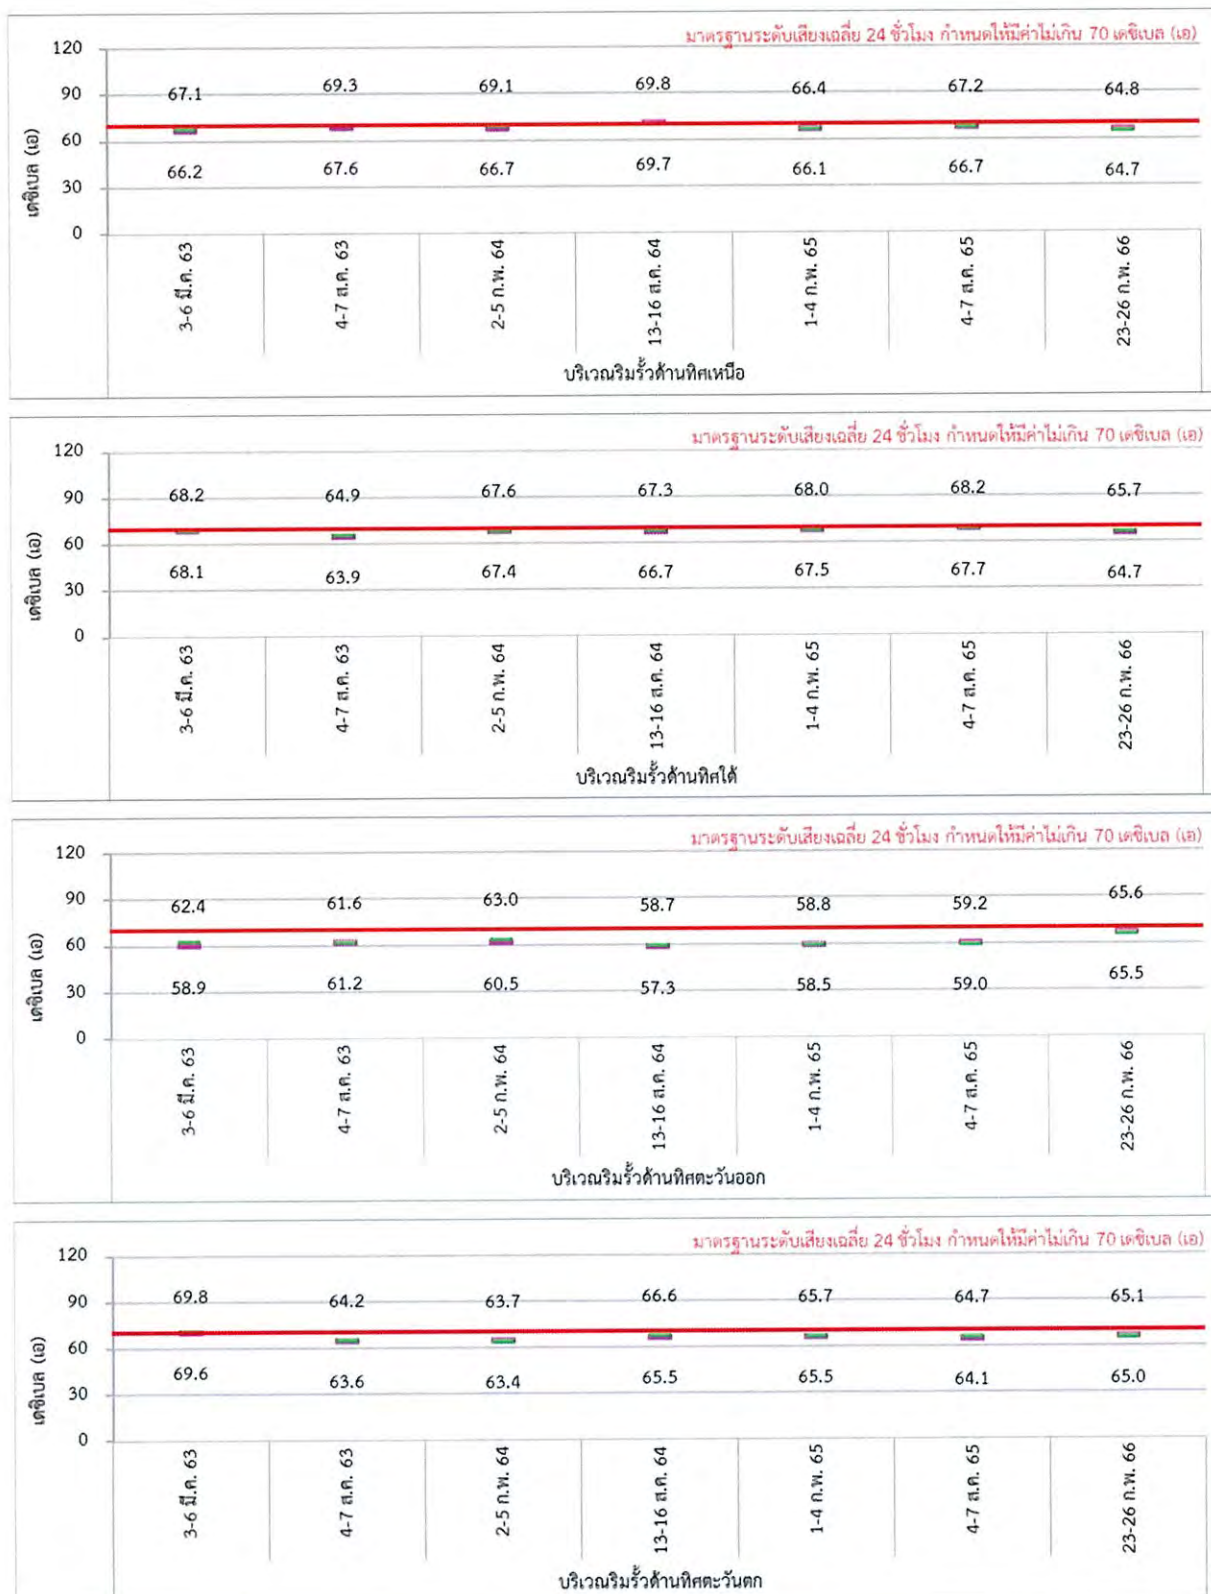 มาตรฐานระดับเสียงเฉลี่ย 24 ชั่วโมง กำหนดให้มีค่าไม่เกิน 70 เดซิเบล (เอ)
เดซิเบล (เอ)
120
90
60
30
0
67.1 69.3 69.1 69.8 66.4 67.2 64.8
66.2 67.6 66.7 69.7 66.1 66.7 64.7
3-6 มี.ค. 63
4-7 ส.ค. 63
2-5 ก.พ. 64
13-16 ส.ค. 64
1-4 ก.พ. 65
4-7 ส.ค. 65
23-26 ก.พ. 66
บริเวณริมรั้วด้านทิศเหนือ
มาตรฐานระดับเสียงเฉลี่ย 24 ชั่วโมง กำหนดให้มีค่าไม่เกิน 70 เดซิเบล (เอ)
เดซิเบล (เอ)
120
90
60
30
0
68.2 64.9 67.6 67.3 68.0 68.2 65.7
68.1 63.9 67.4 66.7 67.5 67.7 64.7
3-6 มี.ค. 63
4-7 ส.ค. 63
2-5 ก.พ. 64
13-16 ส.ค. 64
1-4 ก.พ. 65
4-7 ส.ค. 65
23-26 ก.พ. 66
บริเวณริมรั้วด้านทิศใต้
มาตรฐานระดับเสียงเฉลี่ย 24 ชั่วโมง กำหนดให้มีค่าไม่เกิน 70 เดซิเบล (เอ)
เดซิเบล (เอ)
120
90
60
30
0
62.4 61.6 63.0 58.7 58.8 59.2 65.6
58.9 61.2 60.5 57.3 58.5 59.0 65.5
3-6 มี.ค. 63
4-7 ส.ค. 63
2-5 ก.พ. 64
13-16 ส.ค. 64
1-4 ก.พ. 65
4-7 ส.ค. 65
23-26 ก.พ. 66
บริเวณริมรั้วด้านทิศตะวันออก
มาตรฐานระดับเสียงเฉลี่ย 24 ชั่วโมง กำหนดให้มีค่าไม่เกิน 70 เดซิเบล (เอ)
เดซิเบล (เอ)
120
90
60
30
0
69.8 64.2 63.7 66.6 65.7 64.7 65.1
69.6 63.6 63.4 65.5 65.5 64.1 65.0
3-6 มี.ค. 63
4-7 ส.ค. 63
2-5 ก.พ. 64
13-16 ส.ค. 64
1-4 ก.พ. 65
4-7 ส.ค. 65
23-26 ก.พ. 66
บริเวณริมรั้วด้านทิศตะวันตก